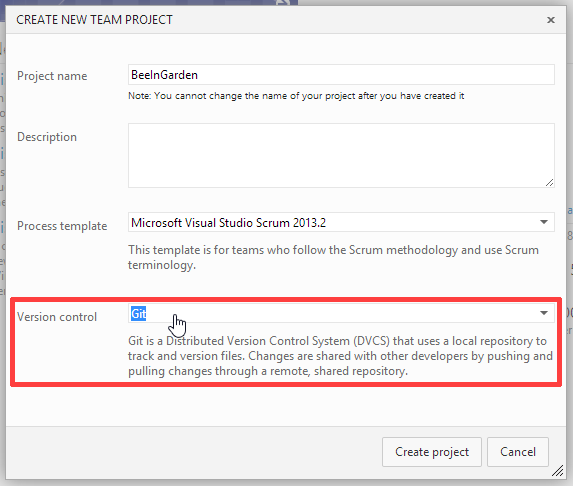 CREATE NEW TEAM PROJECT
Project name
BeeInGarden
Note: You cannot change the name of your project after you have created it
Description
Process template
Microsoft Visual Studio Scrum 2013.2
This template is for teams who follow the Scrum methodology and use Scrum
terminology.
Version control
Git
Git is a Distributed Version Control System (DVCS) that uses a local repository to
track and version files. Changes are shared with other developers by pushing and
pulling changes through a remote, shared repository.
Create project
Cancel